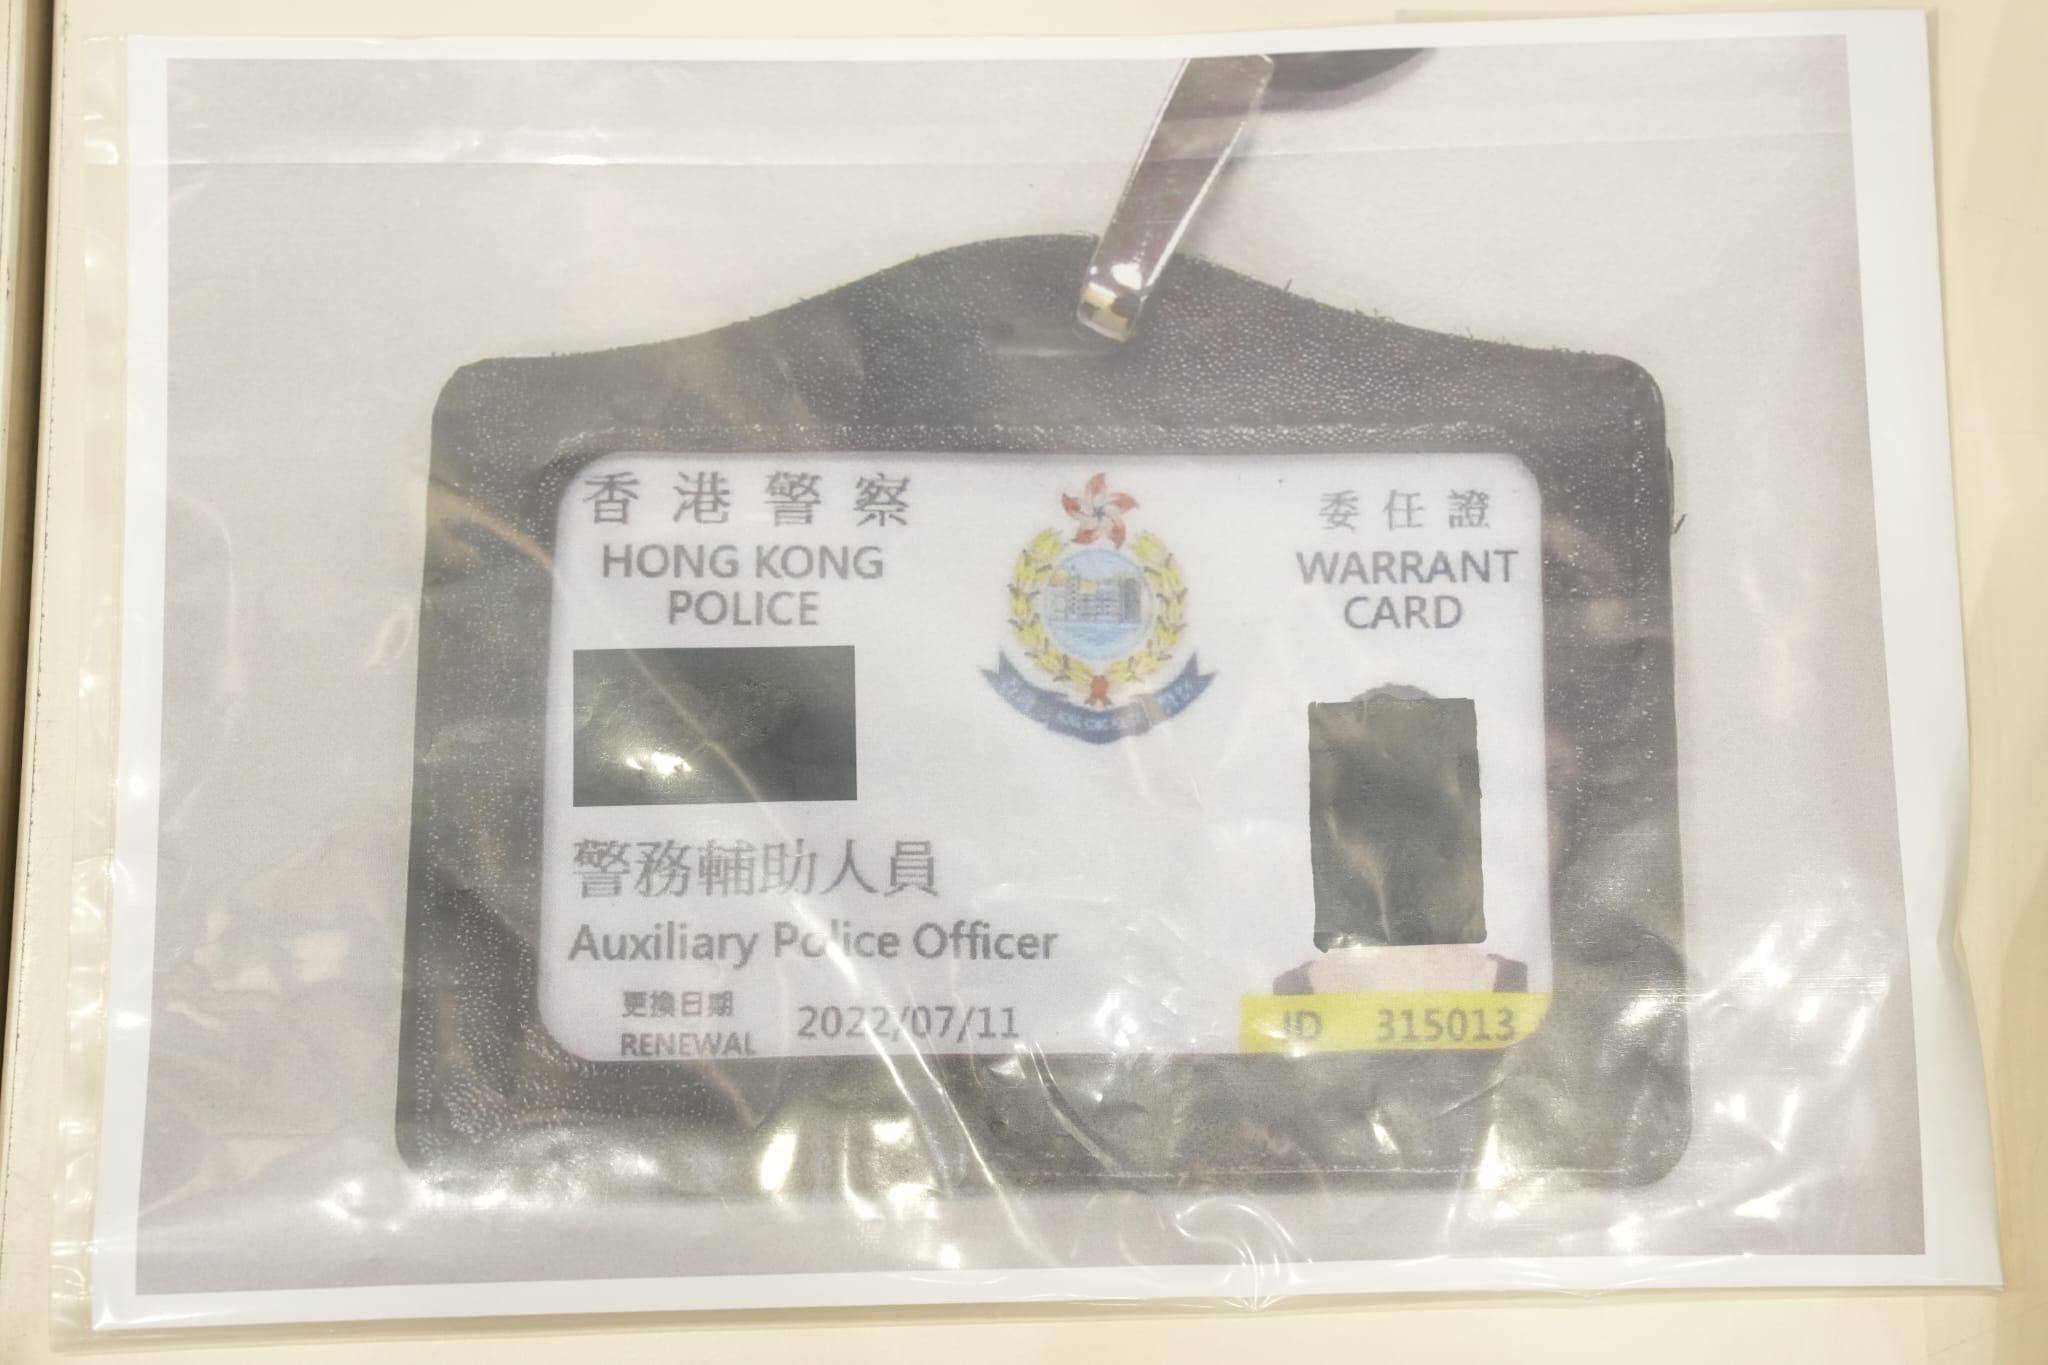 香港警察
HONG KONG
POLICE
委任證
WARRANT
CARD
警務輔助人員
Auxiliary Police Officer
更換日期
RENEWAL
2022/07/11
ID 315013